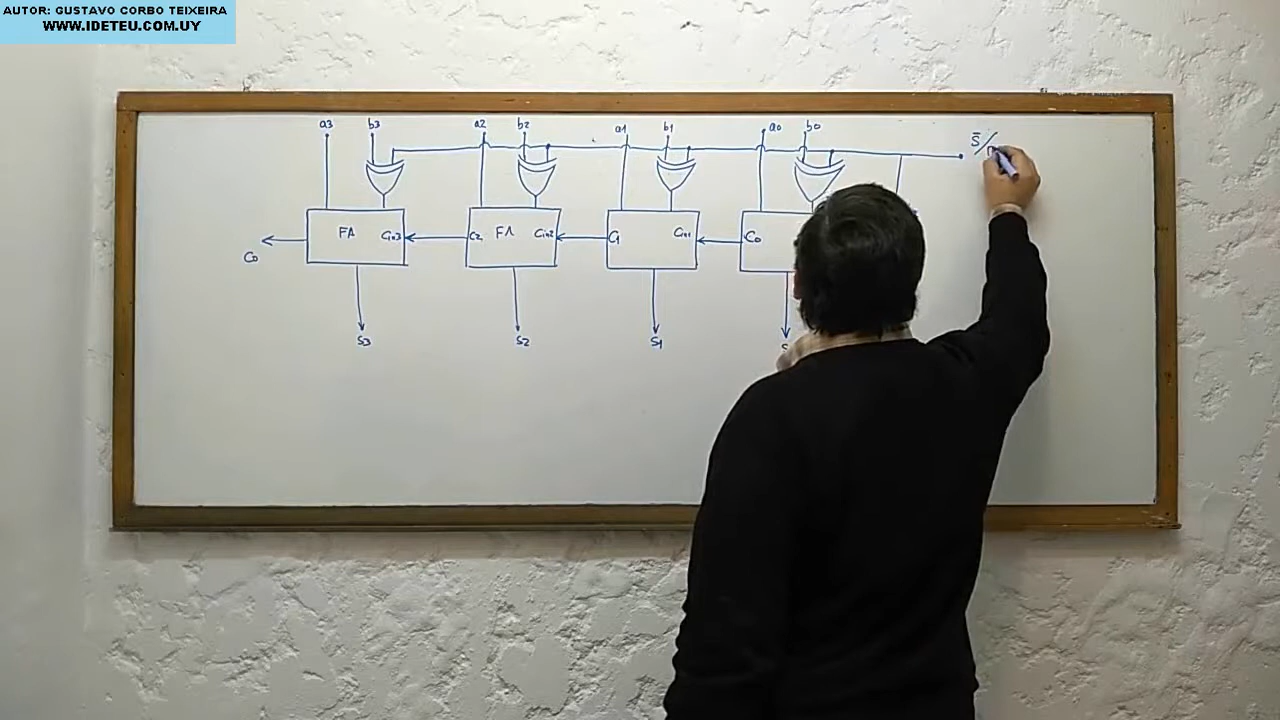 AUTOR: GUSTAVO CORBO TEIXEIRA
WWW.IDETEU.COM.UY
a3 b3 a2 b2 a1 b1 a0 b0 S̅/
FA Cin3 C2 FA Cin2 C1 Cin1 C0
C0
S3 S2 S1 S